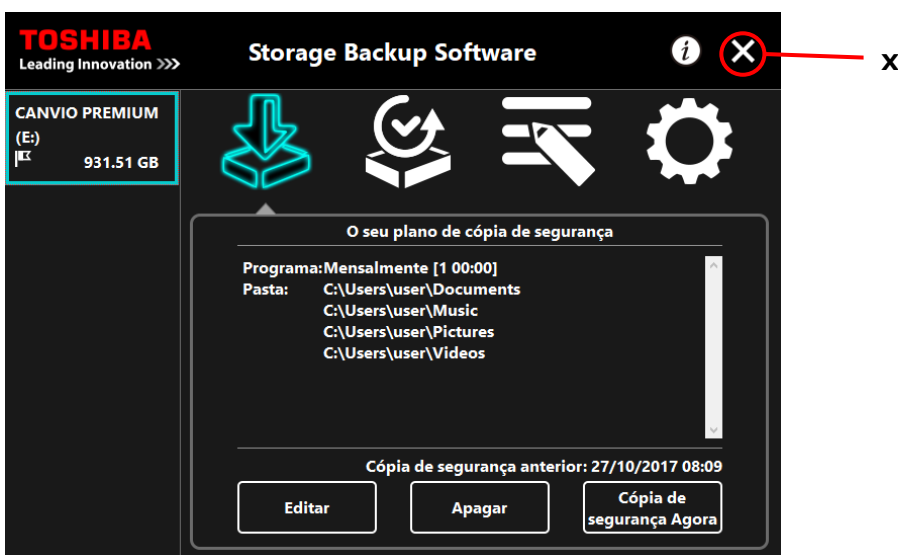 TOSHIBA
Leading Innovation >>>
Storage Backup Software
i
x
CANVIO PREMIUM
(E:)
931.51 GB
O seu plano de cópia de segurança
Programa:Mensalmente [1 00:00]
Pasta: C:\Users\user\Documents
C:\Users\user\Music
C:\Users\user\Pictures
C:\Users\user\Videos
Cópia de segurança anterior: 27/10/2017 08:09
Editar
Apagar
Cópia de
segurança Agora